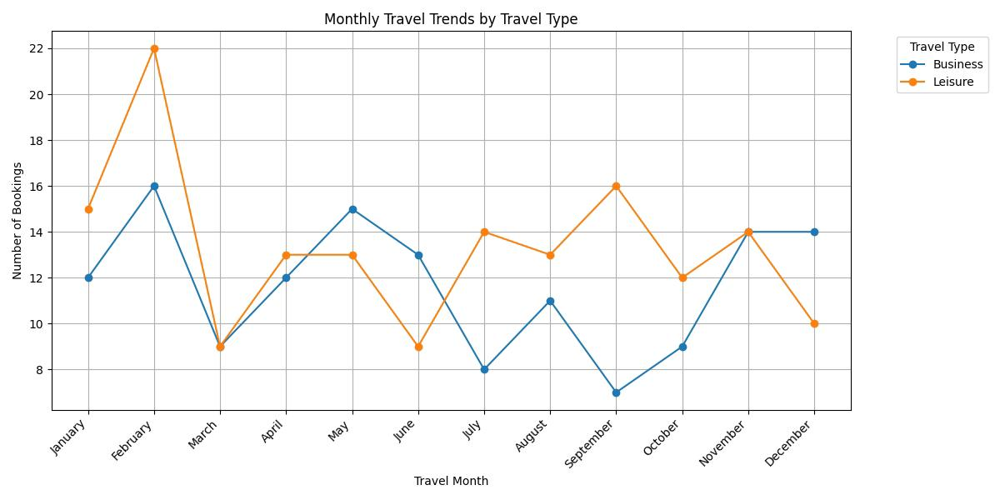 Monthly Travel Trends by Travel Type
Travel Type
Business
Leisure
Number of Bookings
22
20
18
16
14
12
10
8
January
February
March
April
May
June
July
August
September
October
November
December
Travel Month